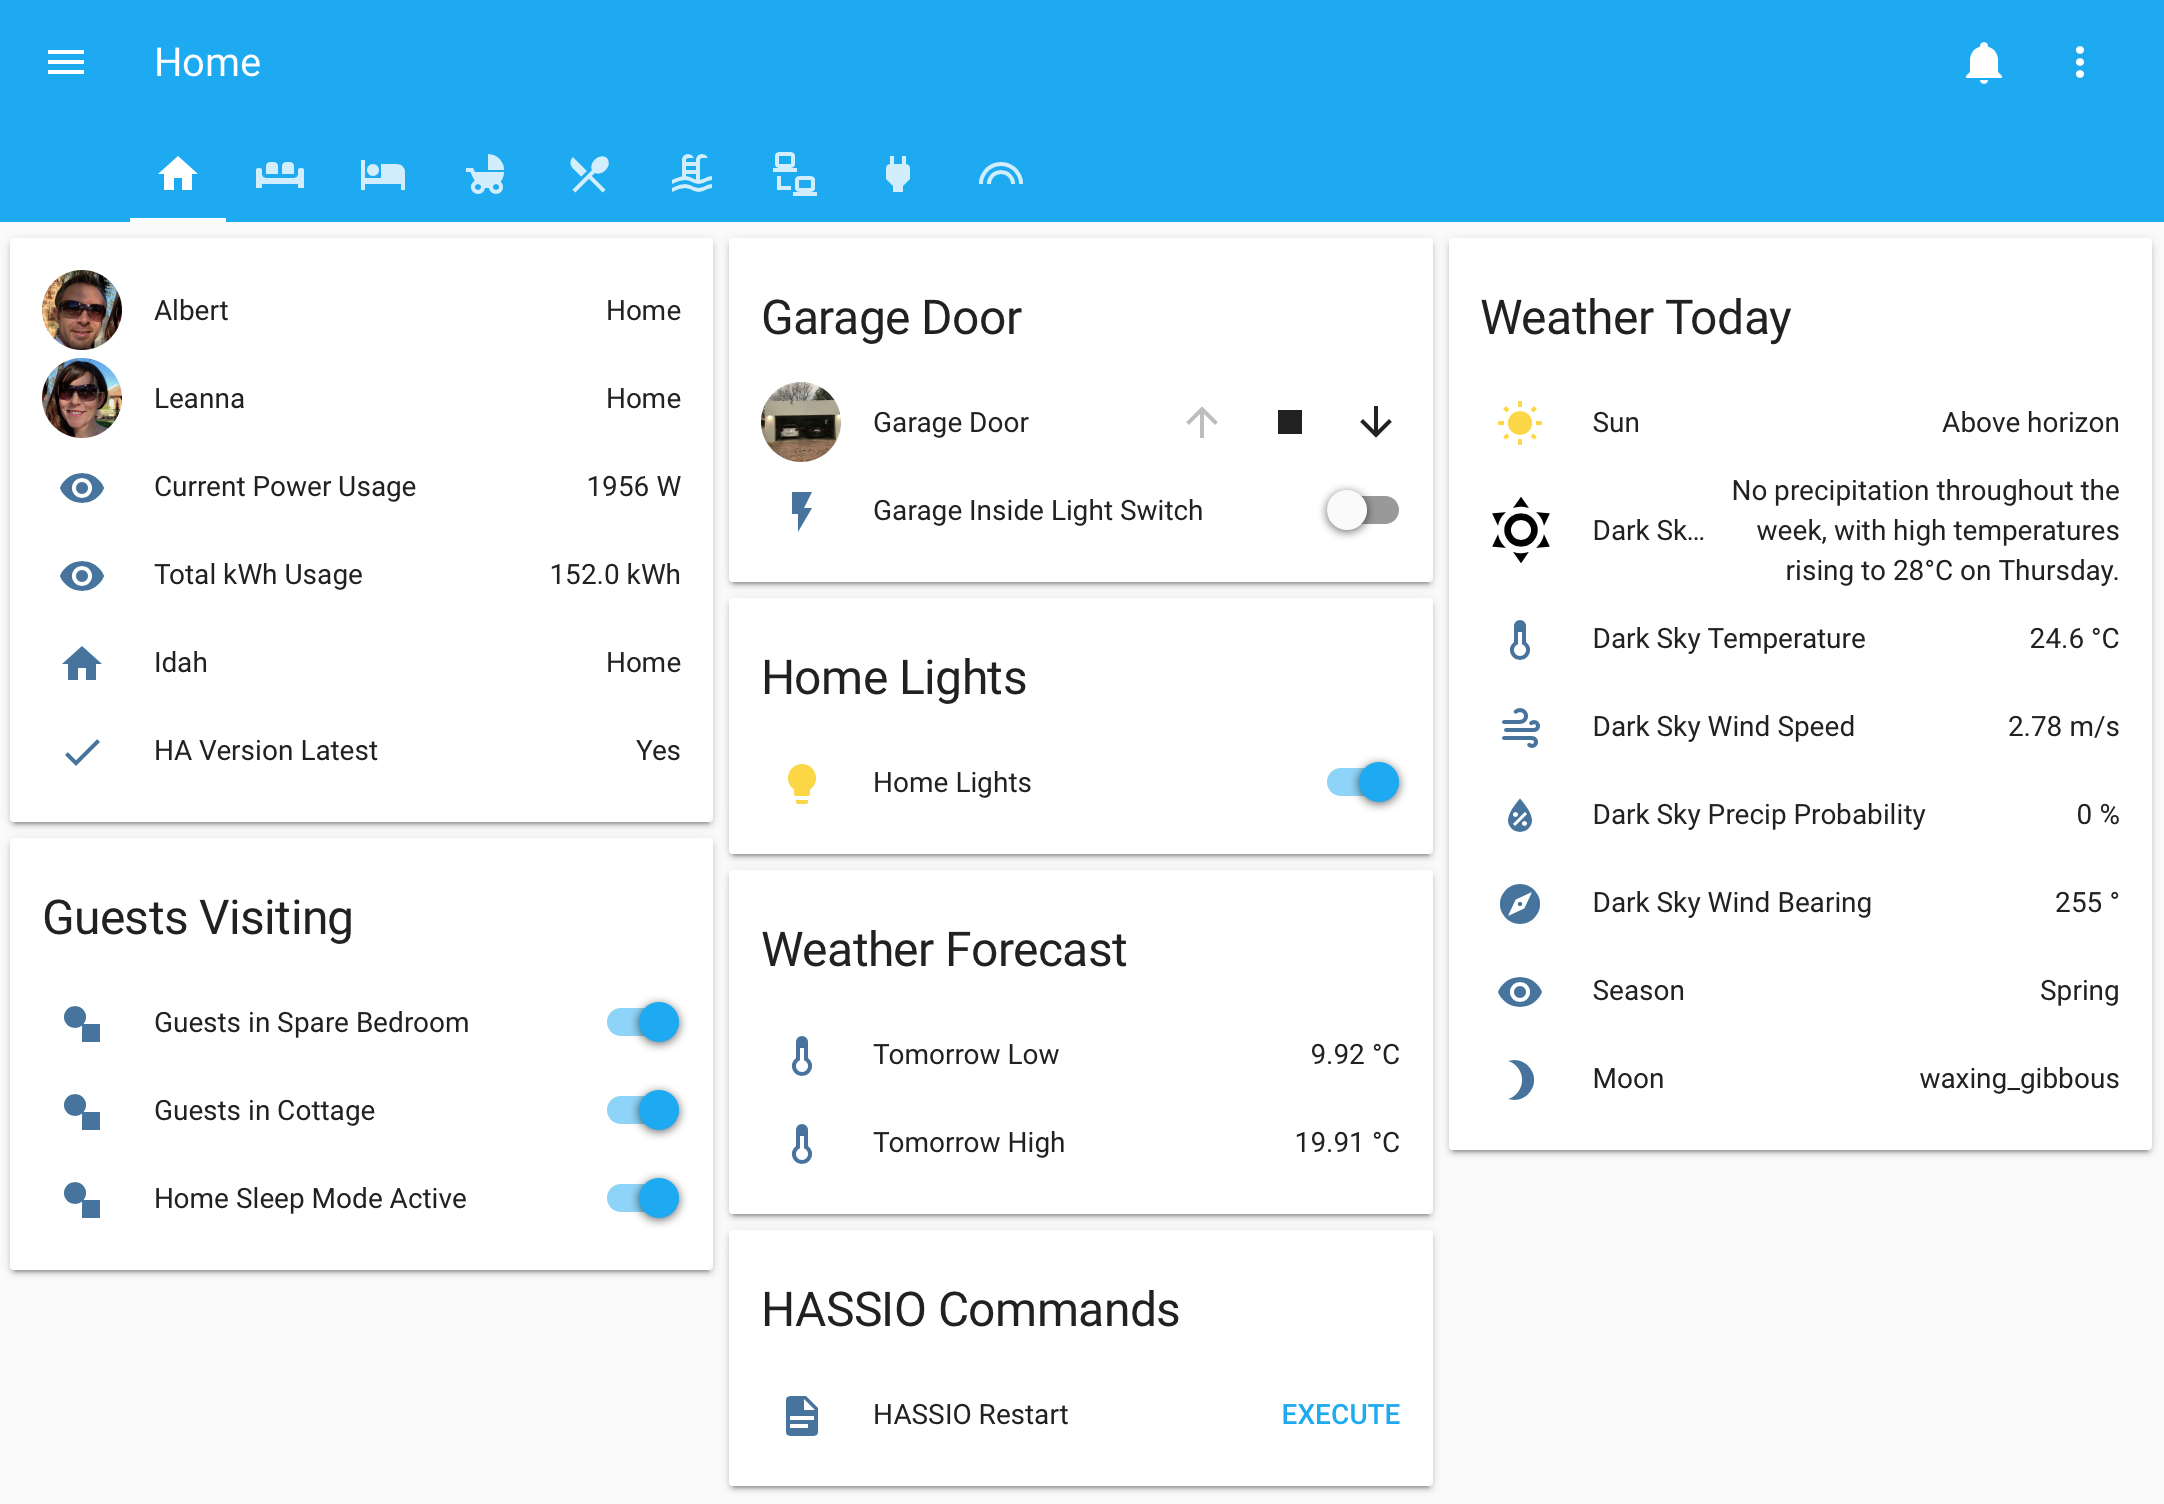 Home
Albert Home
Leanna Home
Current Power Usage 1956 W
Total kWh Usage 152.0 kWh
Idah Home
HA Version Latest Yes
Guests Visiting
Guests in Spare Bedroom
Guests in Cottage
Home Sleep Mode Active
Garage Door
Garage Door
Garage Inside Light Switch
Home Lights
Home Lights
Weather Forecast
Tomorrow Low 9.92 °C
Tomorrow High 19.91 °C
HASSIO Commands
HASSIO Restart EXECUTE
Weather Today
Sun Above horizon
No precipitation throughout the
Dark Sk... week, with high temperatures
rising to 28°C on Thursday.
Dark Sky Temperature 24.6 °C
Dark Sky Wind Speed 2.78 m/s
Dark Sky Precip Probability 0 %
Dark Sky Wind Bearing 255 °
Season Spring
Moon waxing_gibbous